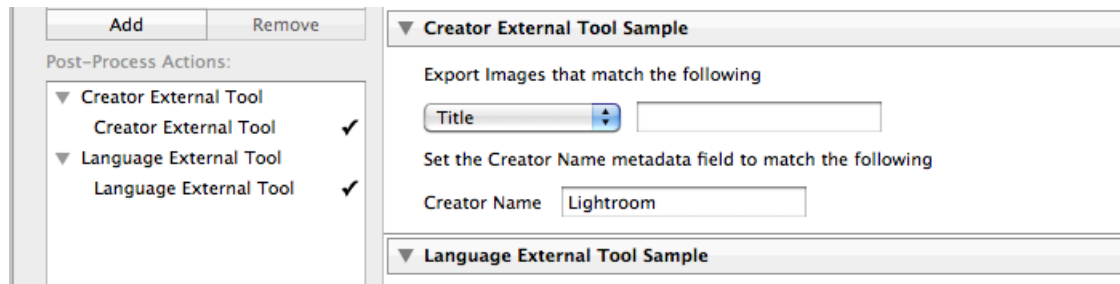 Add
Remove
Post-Process Actions:
Creator External Tool
Creator External Tool ✔
Language External Tool
Language External Tool ✔
Creator External Tool Sample
Export Images that match the following
Title
Set the Creator Name metadata field to match the following
Creator Name
Lightroom
Language External Tool Sample